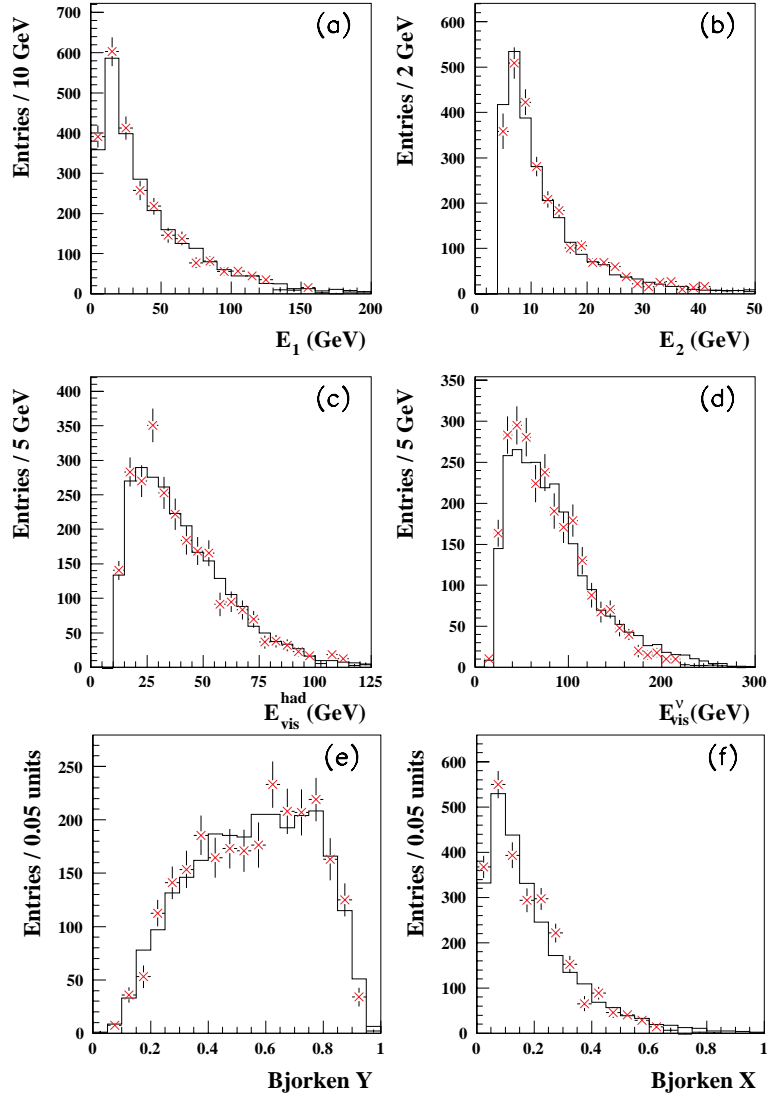 (a)
Entries / 10 GeV
700
600
500
400
300
200
100
0
0 50 100 150 200
E_1 (GeV)
(b)
Entries / 2 GeV
600
500
400
300
200
100
0
0 10 20 30 40 50
E_2 (GeV)
(c)
Entries / 5 GeV
400
350
300
250
200
150
100
50
0
0 25 50 75 100 125
E_vis^had (GeV)
(d)
Entries / 5 GeV
350
300
250
200
150
100
50
0
0 100 200 300
E_vis^ν (GeV)
(e)
Entries / 0.05 units
250
200
150
100
50
0
0 0.2 0.4 0.6 0.8 1
Bjorken Y
(f)
Entries / 0.05 units
600
500
400
300
200
100
0
0 0.2 0.4 0.6 0.8 1
Bjorken X